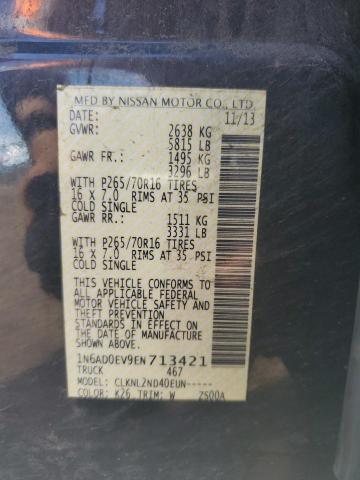 MFD BY NISSAN MOTOR CO., LTD.
DATE: 11/13
GVWR: 2638 KG
5815 LB
GAWR FR.: 1495 KG
3296 LB
WITH P265/70R16 TIRES
16 X 7.0 RIMS AT 35 PSI
COLD SINGLE
GAWR RR.: 1511 KG
3331 LB
WITH P265/70R16 TIRES
16 X 7.0 RIMS AT 35 PSI
COLD SINGLE
THIS VEHICLE CONFORMS TO
ALL APPLICABLE FEDERAL
MOTOR VEHICLE SAFETY AND
THEFT PREVENTION
STANDARDS IN EFFECT ON
THE DATE OF MANUFACTURE
SHOWN ABOVE.
1N6AD0EV9EN713421
TRUCK 467
MODEL: CLKNL2ND40EUN-----
COLOR: K26 TRIM: W 2500A